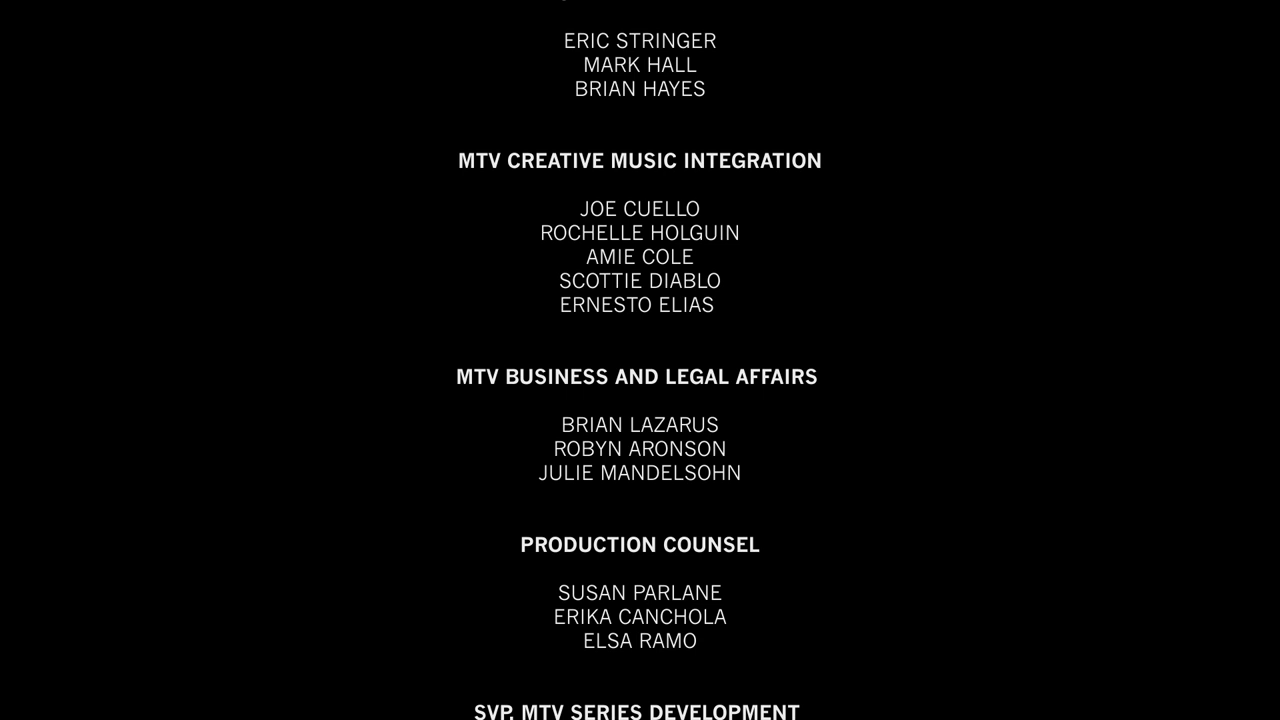 ERIC STRINGER
MARK HALL
BRIAN HAYES
MTV CREATIVE MUSIC INTEGRATION
JOE CUELLO
ROCHELLE HOLGUIN
AMIE COLE
SCOTTIE DIABLO
ERNESTO ELIAS
MTV BUSINESS AND LEGAL AFFAIRS
BRIAN LAZARUS
ROBYN ARONSON
JULIE MANDELSOHN
PRODUCTION COUNSEL
SUSAN PARLANE
ERIKA CANCHOLA
ELSA RAMO
SVP, MTV SERIES DEVELOPMENT